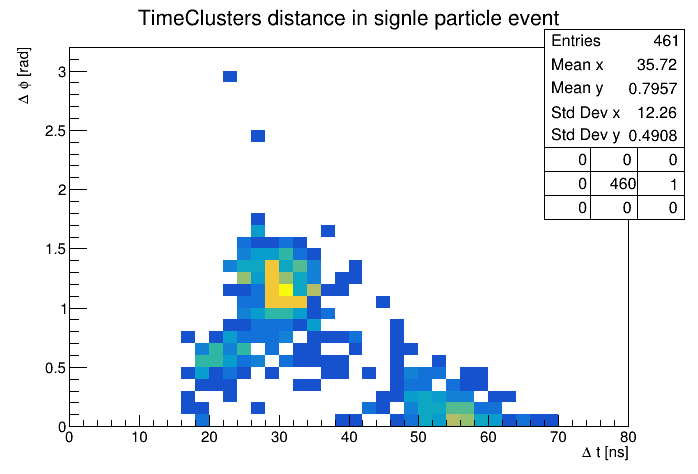 TimeClusters distance in signle particle event
Entries 461
Mean x 35.72
Mean y 0.7957
Std Dev x 12.26
Std Dev y 0.4908
0 0 0
0 460 1
0 0 0
Δ ϕ [rad]
3
2.5
2
1.5
1
0.5
0
0 10 20 30 40 50 60 70 80
Δ t [ns]